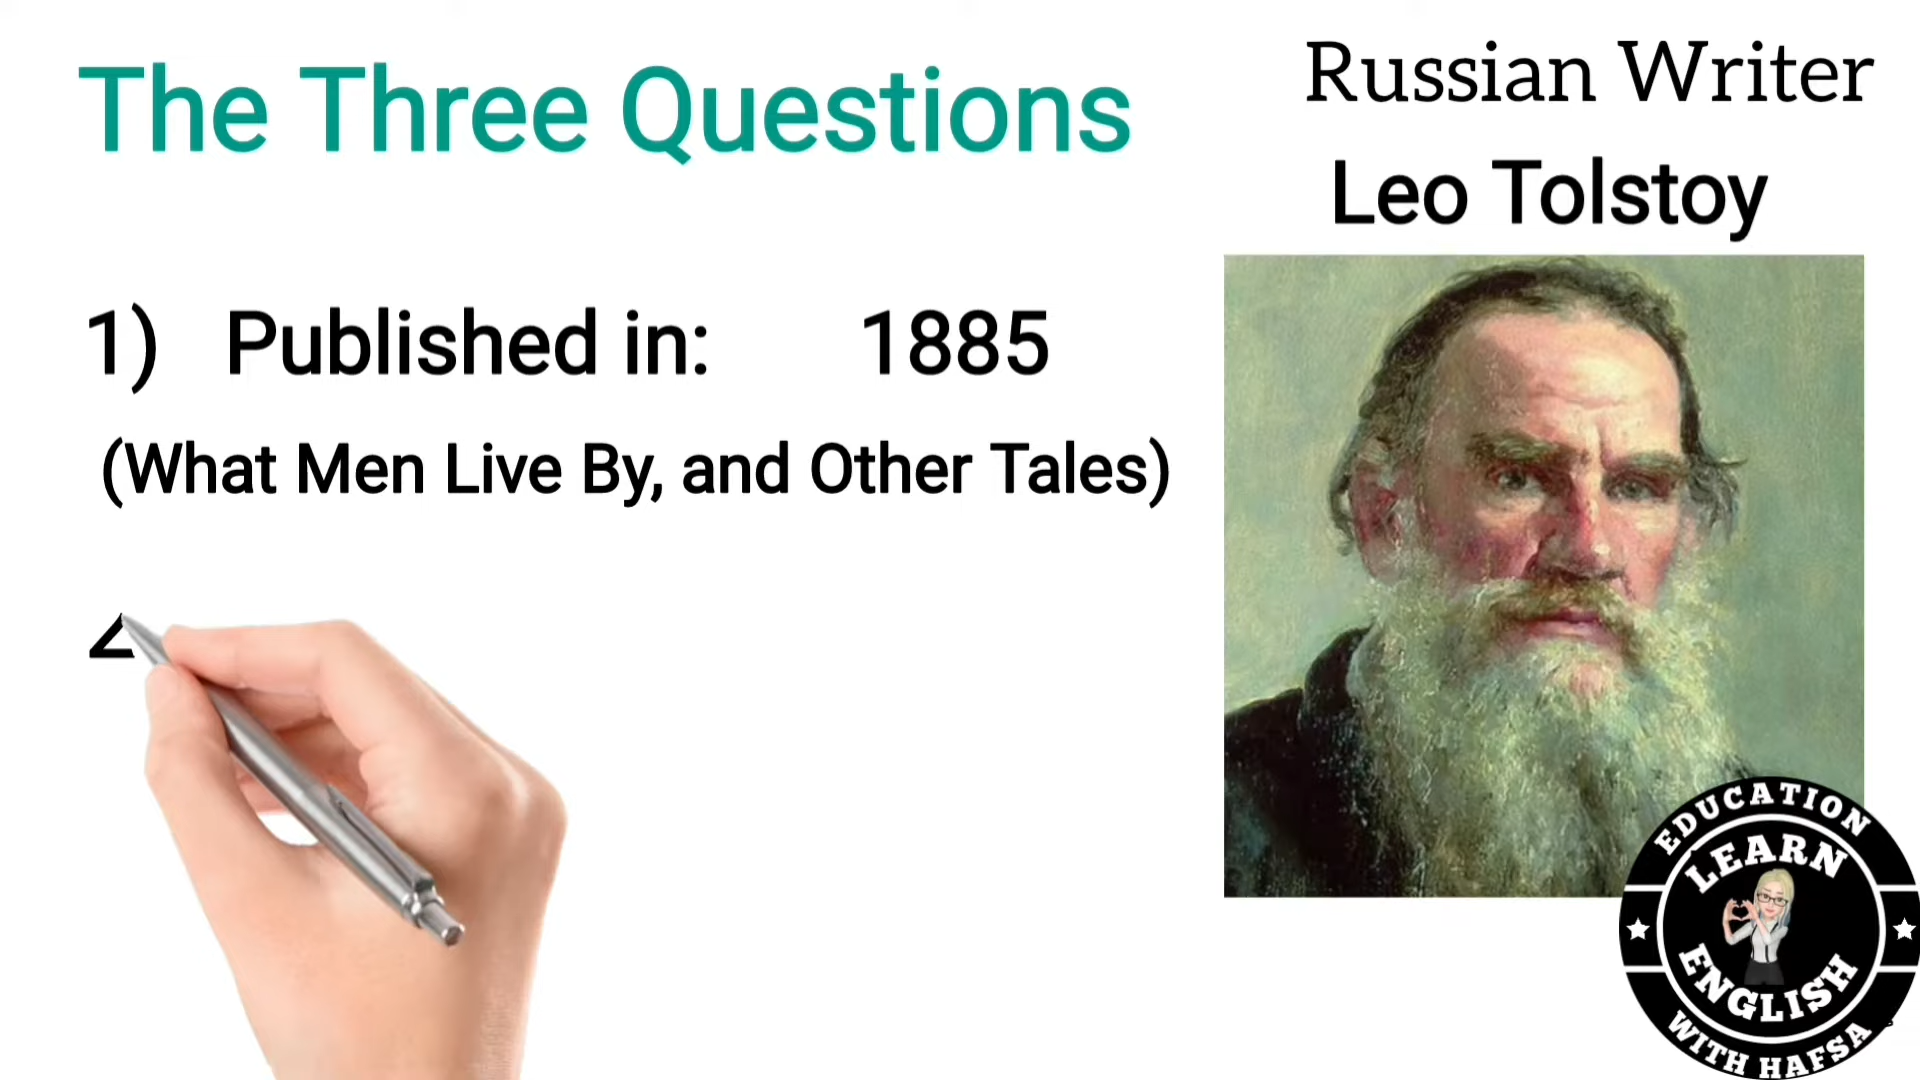 The Three Questions
Russian Writer
Leo Tolstoy
1) Published in: 1885
(What Men Live By, and Other Tales)
EDUCATION
LEARN
ENGLISH
WITH HAFSA